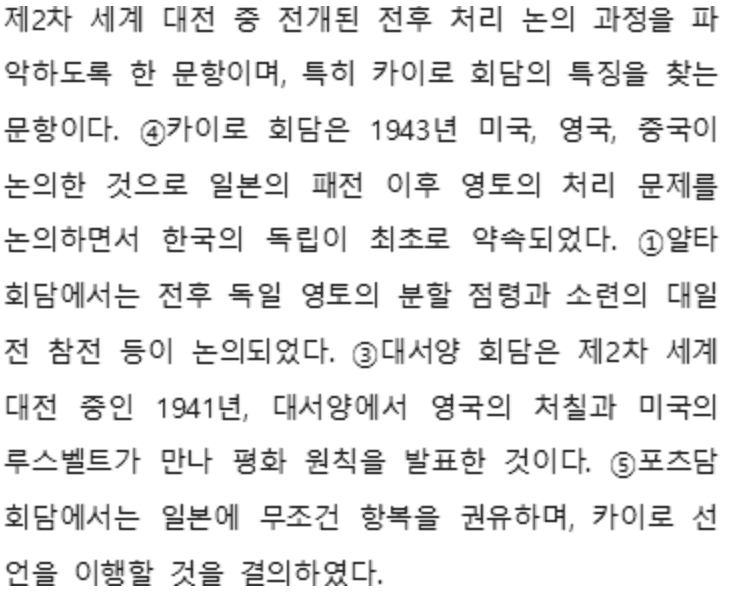 제2차 세계 대전 중 전개된 전후 처리 논의 과정을 파
악하도록 한 문항이며, 특히 카이로 회담의 특징을 찾는
문항이다. ④카이로 회담은 1943년 미국, 영국, 중국이
논의한 것으로 일본의 패전 이후 영토의 처리 문제를
논의하면서 한국의 독립이 최초로 약속되었다. ①얄타
회담에서는 전후 독일 영토의 분할 점령과 소련의 대일
전 참전 등이 논의되었다. ③대서양 회담은 제2차 세계
대전 중인 1941년, 대서양에서 영국의 처칠과 미국의
루스벨트가 만나 평화 원칙을 발표한 것이다. ⑤포츠담
회담에서는 일본에 무조건 항복을 권유하며, 카이로 선
언을 이행할 것을 결의하였다.